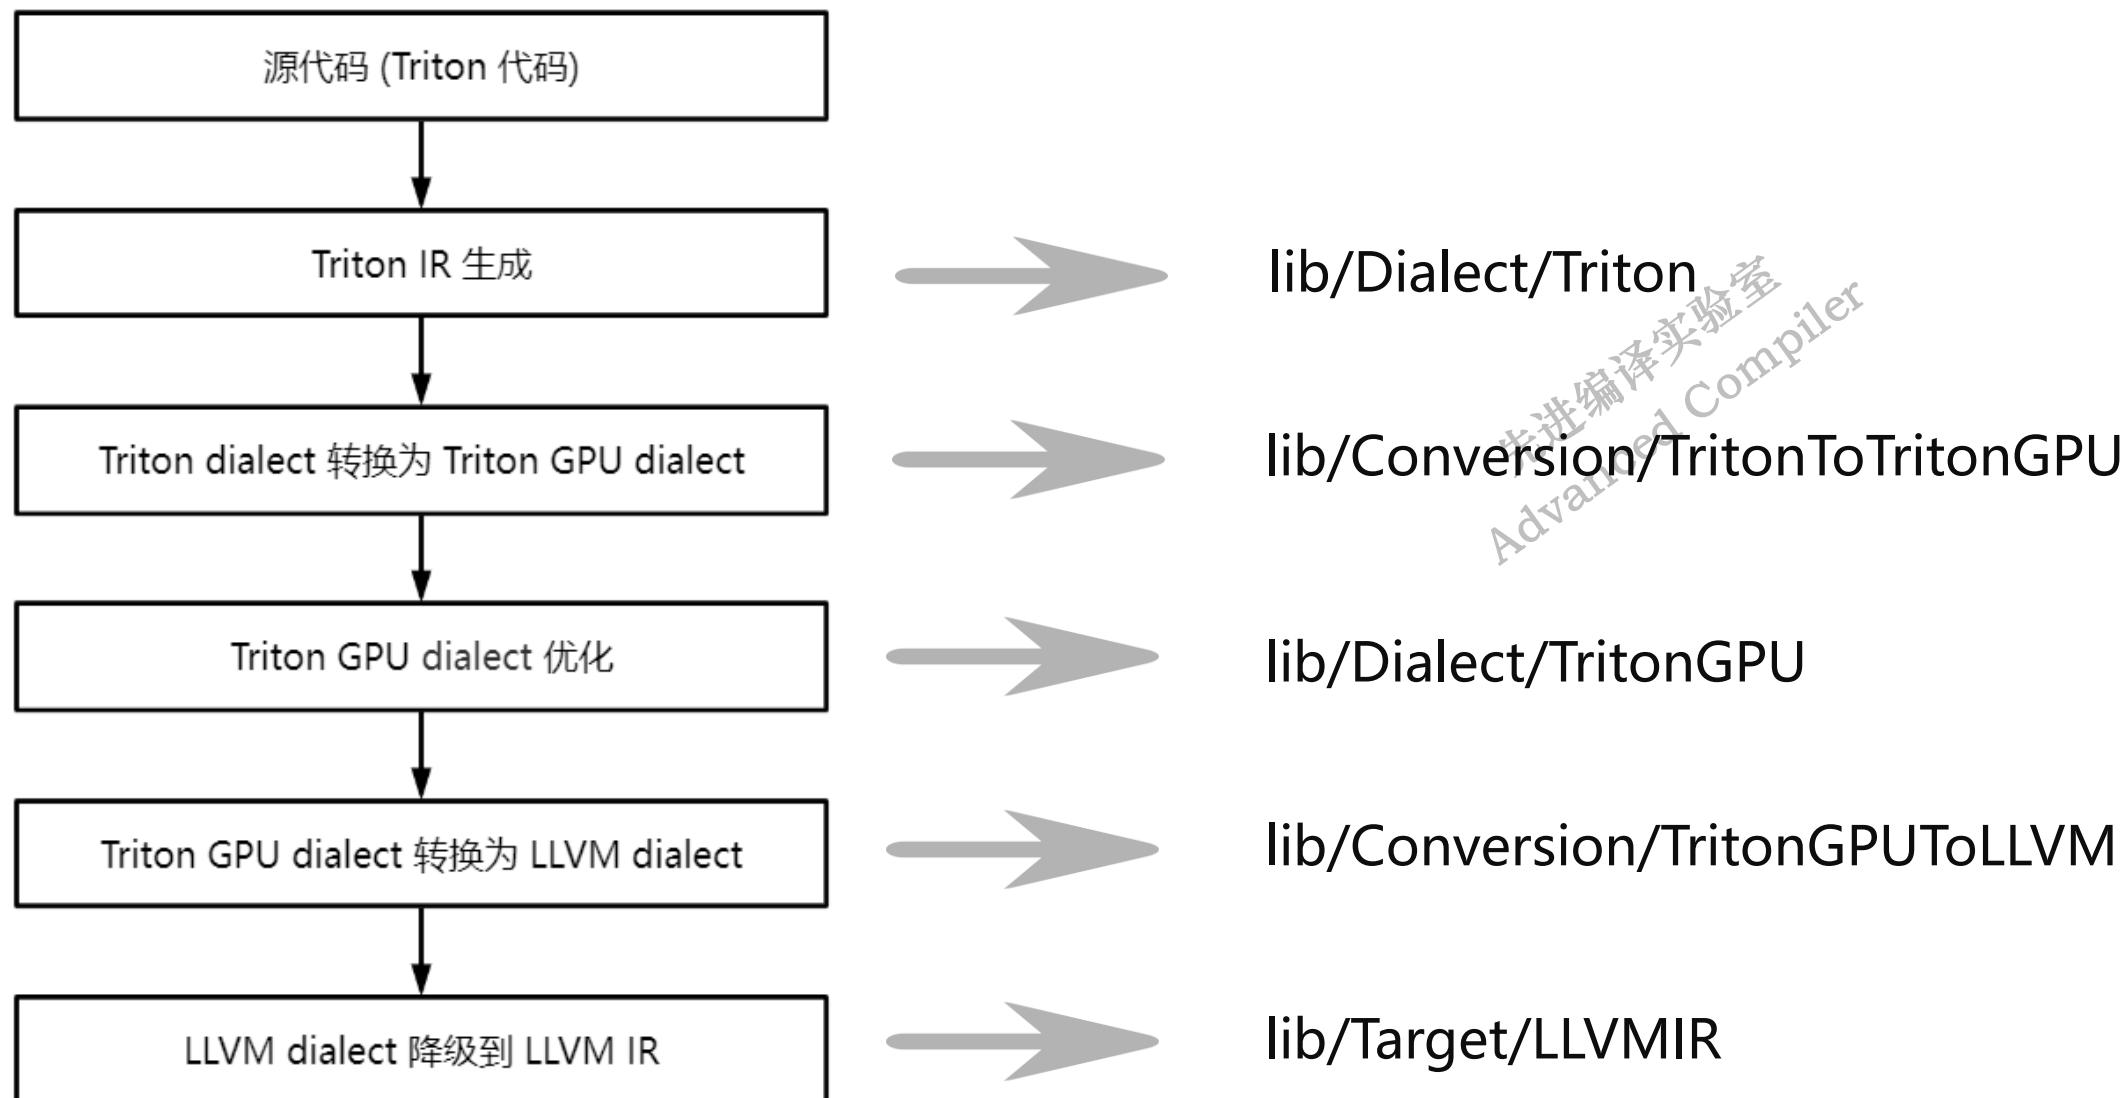 源代码 (Triton 代码)
Triton IR 生成
lib/Dialect/Triton
先进编译实验室
Advanced Compiler
Triton dialect 转换为 Triton GPU dialect
lib/Conversion/TritonToTritonGPU
Triton GPU dialect 优化
lib/Dialect/TritonGPU
Triton GPU dialect 转换为 LLVM dialect
lib/Conversion/TritonGPUToLLVM
LLVM dialect 降级到 LLVM IR
lib/Target/LLVMIR